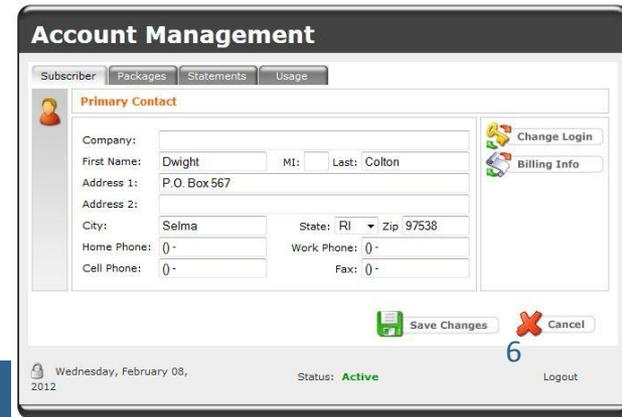 Account Management
Subscriber Packages Statements Usage
Primary Contact
Company:
First Name: Dwight MI: Last: Colton
Address 1: P.O. Box 567
Address 2:
City: Selma State: RI Zip 97538
Home Phone: () - Work Phone: () -
Cell Phone: () - Fax: () -
Change Login
Billing Info
Save Changes Cancel
6
Wednesday, February 08,
2012
Status: Active
Logout